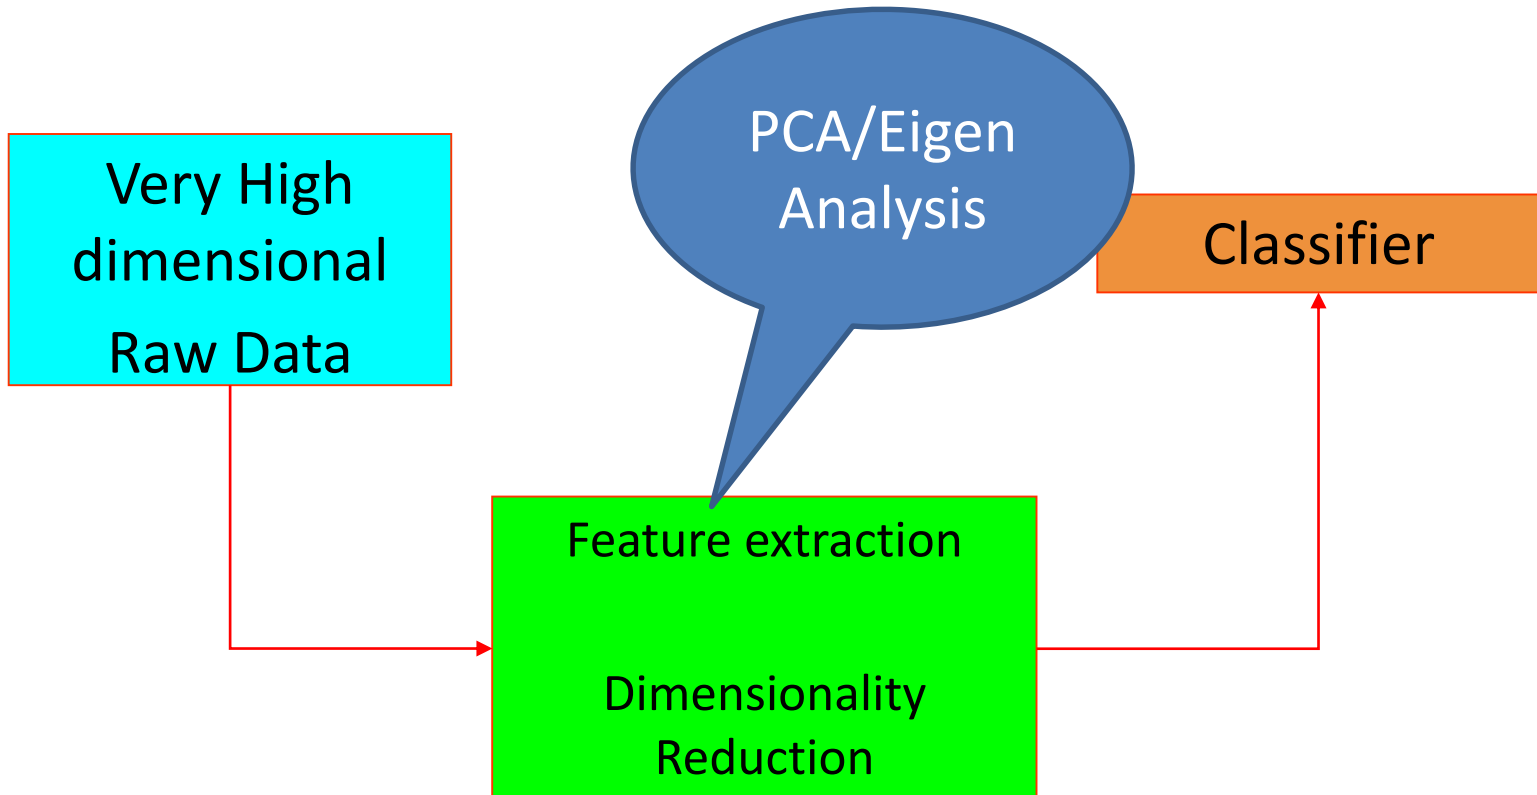 Very High
dimensional
Raw Data
PCA/Eigen
Analysis
Classifier
Feature extraction
Dimensionality
Reduction